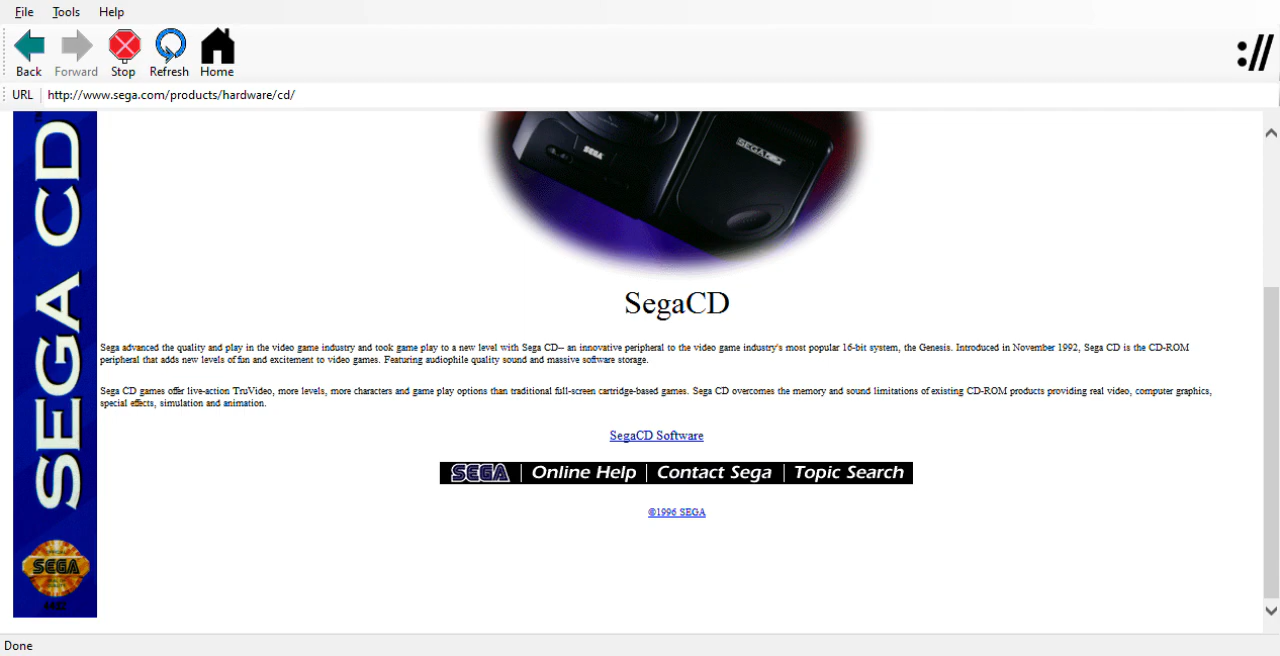 File Tools Help
Back Forward Stop Refresh Home
://
URL http://www.sega.com/products/hardware/cd/
SEGA CD
SEGA
SEGA
SEGA CD
SegaCD
Sega advanced the quality and play in the video game industry and took game play to a new level with Sega CD-- an innovative peripheral to the video game industry's most popular 16-bit system, the Genesis. Introduced in November 1992, Sega CD is the CD-ROM
peripheral that adds new levels of fun and excitement to video games. Featuring audiophile quality sound and massive software storage.
Sega CD games offer live-action TruVideo, more levels, more characters and game play options than traditional full-screen cartridge-based games. Sega CD overcomes the memory and sound limitations of existing CD-ROM products providing real video, computer graphics,
special effects, simulation and animation.
SegaCD Software
SEGA | Online Help | Contact Sega | Topic Search
©1996 SEGA
Done